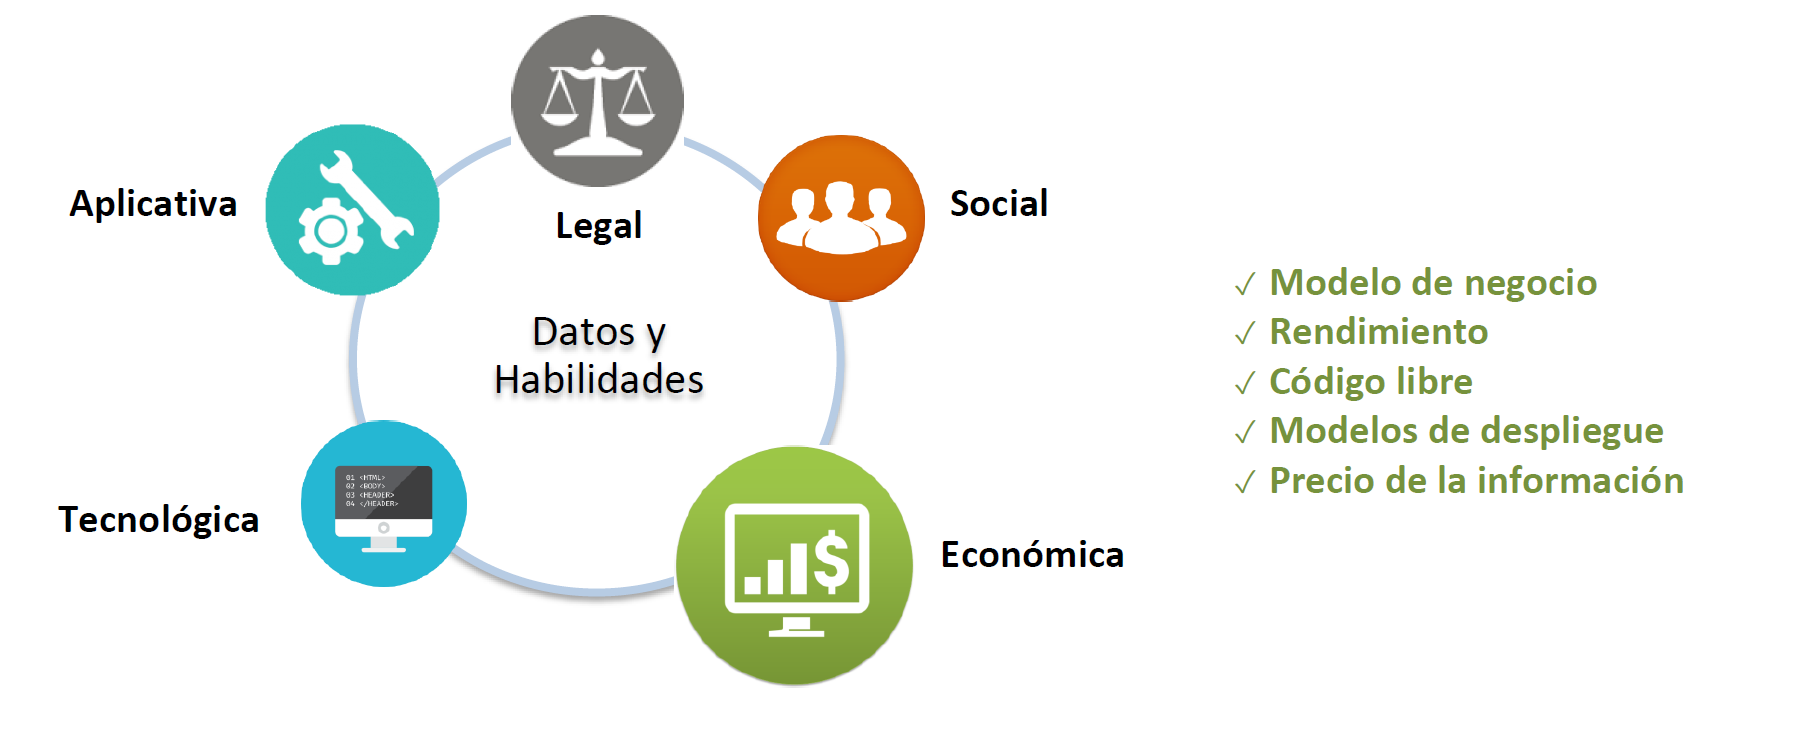 Legal
Aplicativa
Social
Datos y
Habilidades
Tecnológica
01 <HTML>
02 <BODY>
03 <HEADER>
04 </HEADER>
$
Económica
✓ Modelo de negocio
✓ Rendimiento
✓ Código libre
✓ Modelos de despliegue
✓ Precio de la información